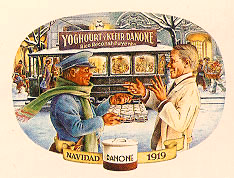 YOGHOURT Y KEFIR DANONE
NAVIDAD DANONE 1919